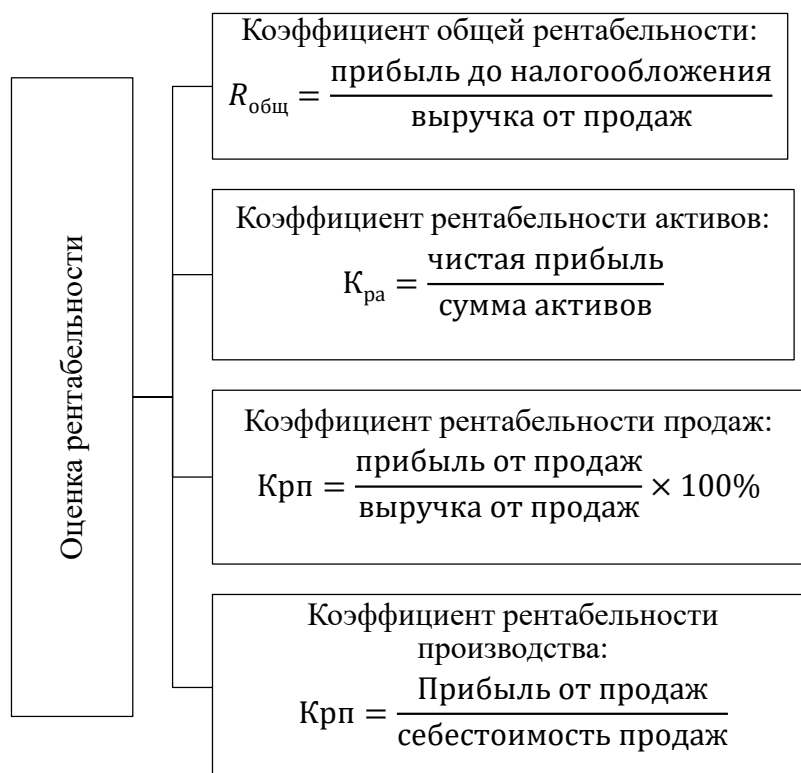 Оценка рентабельности
Коэффициент общей рентабельности:
R_общ = прибыль до налогообложения / выручка от продаж
Коэффициент рентабельности активов:
К_ра = чистая прибыль / сумма активов
Коэффициент рентабельности продаж:
Крп = прибыль от продаж / выручка от продаж × 100%
Коэффициент рентабельности
производства:
Крп = Прибыль от продаж / себестоимость продаж